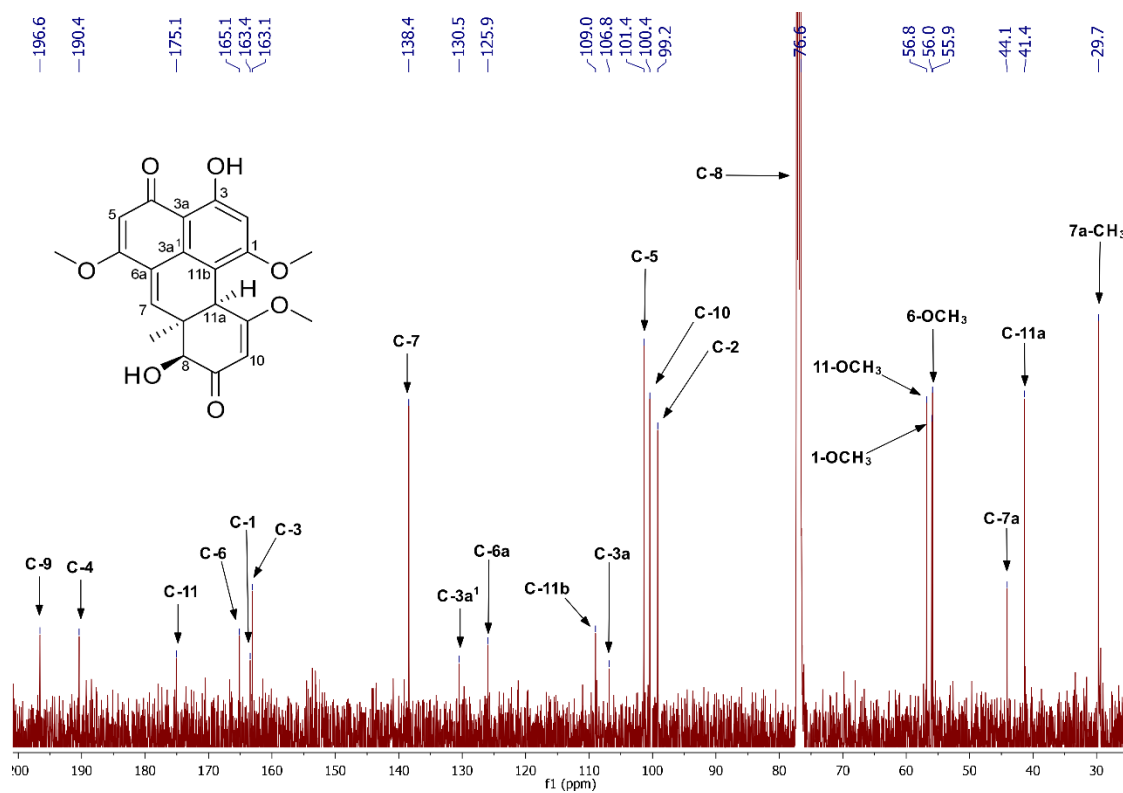 196.6
190.4
175.1
165.1
163.4
163.1
138.4
130.5
125.9
109.0
106.8
101.4
100.4
99.2
76.6
56.8
56.0
55.9
44.1
41.4
29.7
O
OH
3
3a
5
3a¹
1
O
6a
11b
O
H
7
11a
O
8
10
HO
O
C-8
7a-CH₃
C-5
C-10
6-OCH₃
C-11a
C-2
C-7
11-OCH₃
1-OCH₃
C-1
C-3
C-7a
C-6
C-6a
C-3a
C-9
C-4
C-11
C-11b
C-3a¹
200 190 180 170 160 150 140 130 120 110 100 90 80 70 60 50 40 30
f1 (ppm)